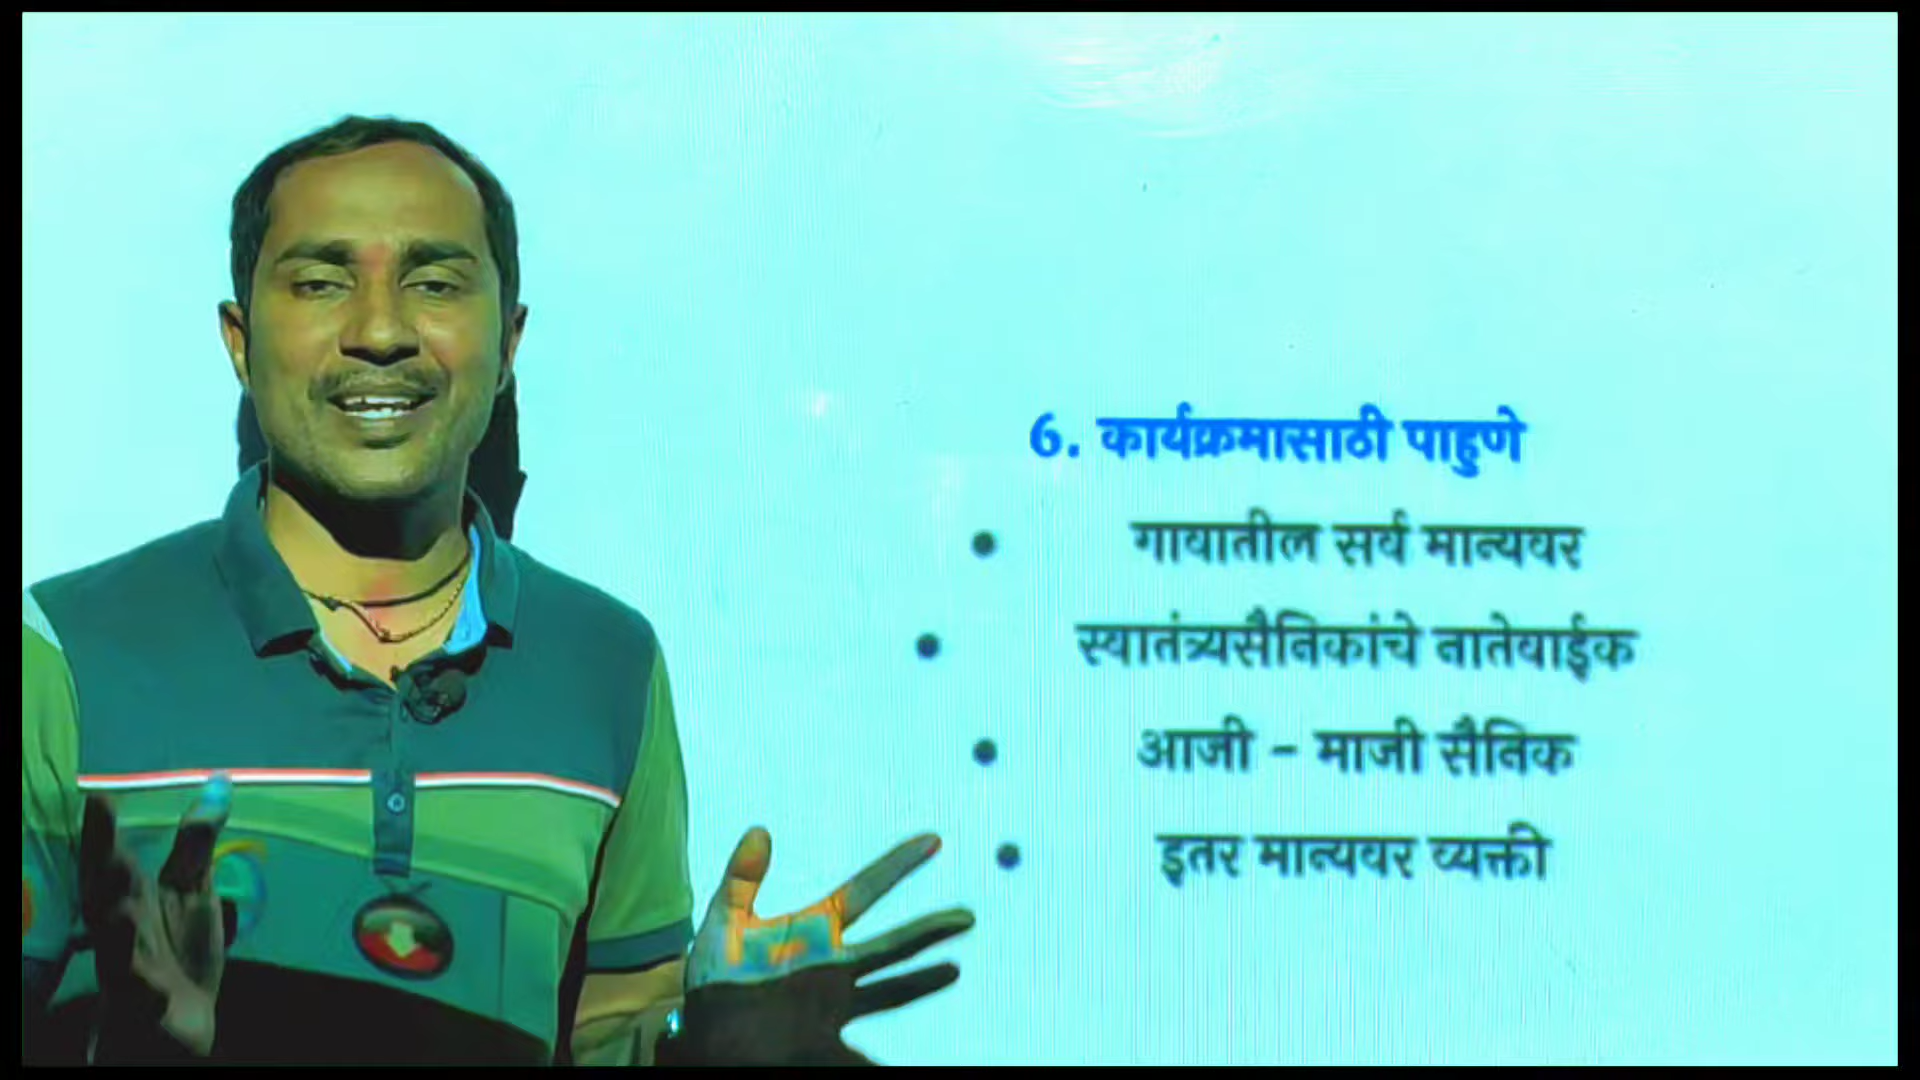 6. कार्यक्रमासाठी पाहुणे
• गावातील सर्व मान्यवर
• स्वातंत्र्यसैनिकांचे नातेवाईक
• आजी - माजी सैनिक
• इतर मान्यवर व्यक्ती